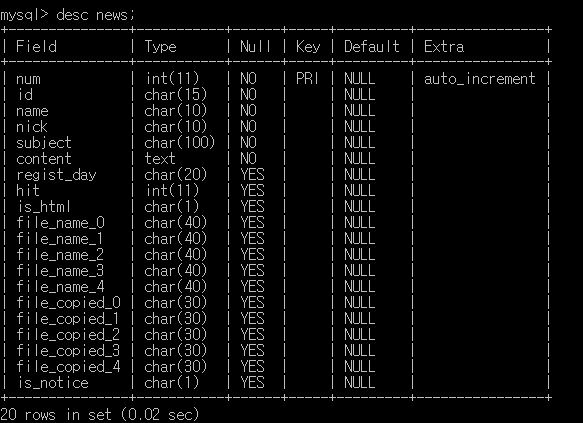 mysql> desc news;
+---------------+-----------+------+-----+---------+----------------+
| Field         | Type      | Null | Key | Default | Extra          |
+---------------+-----------+------+-----+---------+----------------+
| num           | int(11)   | NO   | PRI | NULL    | auto_increment |
| id            | char(15)  | NO   |     | NULL    |                |
| name          | char(10)  | NO   |     | NULL    |                |
| nick          | char(10)  | NO   |     | NULL    |                |
| subject       | char(100) | NO   |     | NULL    |                |
| content       | text      | NO   |     | NULL    |                |
| regist_day    | char(20)  | YES  |     | NULL    |                |
| hit           | int(11)   | YES  |     | NULL    |                |
| is_html       | char(1)   | YES  |     | NULL    |                |
| file_name_0   | char(40)  | YES  |     | NULL    |                |
| file_name_1   | char(40)  | YES  |     | NULL    |                |
| file_name_2   | char(40)  | YES  |     | NULL    |                |
| file_name_3   | char(40)  | YES  |     | NULL    |                |
| file_name_4   | char(40)  | YES  |     | NULL    |                |
| file_copied_0 | char(30)  | YES  |     | NULL    |                |
| file_copied_1 | char(30)  | YES  |     | NULL    |                |
| file_copied_2 | char(30)  | YES  |     | NULL    |                |
| file_copied_3 | char(30)  | YES  |     | NULL    |                |
| file_copied_4 | char(30)  | YES  |     | NULL    |                |
| is_notice     | char(1)   | YES  |     | NULL    |                |
+---------------+-----------+------+-----+---------+----------------+
20 rows in set (0.02 sec)